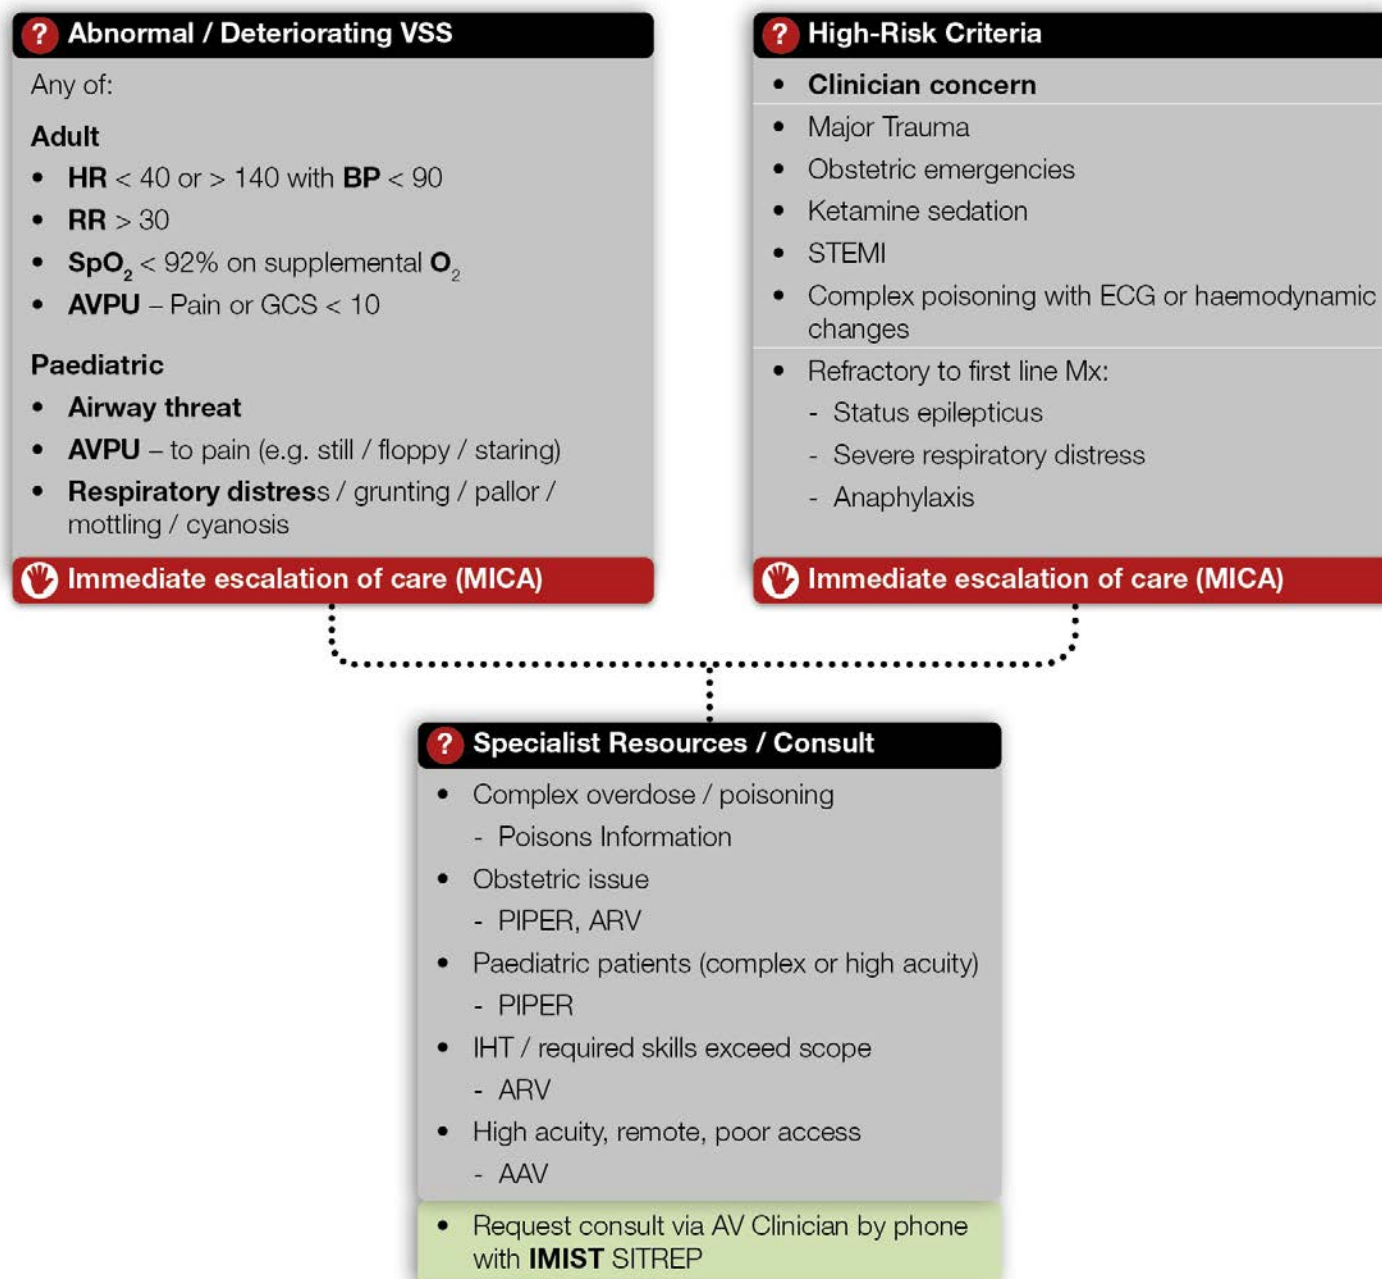 ? Abnormal / Deteriorating VSS
Any of:
Adult
• HR < 40 or > 140 with BP < 90
• RR > 30
• SpO₂ < 92% on supplemental O₂
• AVPU – Pain or GCS < 10
Paediatric
• Airway threat
• AVPU – to pain (e.g. still / floppy / staring)
• Respiratory distress / grunting / pallor /
mottling / cyanosis
Immediate escalation of care (MICA)
? High-Risk Criteria
• Clinician concern
• Major Trauma
• Obstetric emergencies
• Ketamine sedation
• STEMI
• Complex poisoning with ECG or haemodynamic
changes
• Refractory to first line Mx:
- Status epilepticus
- Severe respiratory distress
- Anaphylaxis
Immediate escalation of care (MICA)
? Specialist Resources / Consult
• Complex overdose / poisoning
- Poisons Information
• Obstetric issue
- PIPER, ARV
• Paediatric patients (complex or high acuity)
- PIPER
• IHT / required skills exceed scope
- ARV
• High acuity, remote, poor access
- AAV
• Request consult via AV Clinician by phone
with IMIST SITREP